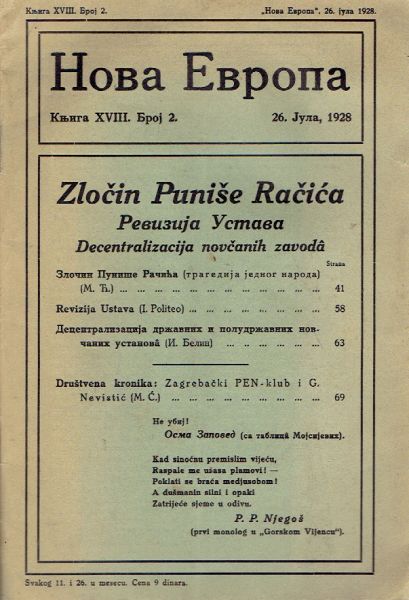 Књига XVIII. Број 2.
„Нова Европа“, 26. јула 1928.
Нова Европа
Књига XVIII. Број 2.
26. Јула, 1928
Zločin Puniše Račića
Ревизија Устава
Decentralizacija novčanih zavodâ
Strana
Злочин Пунише Рачића (трагедија једног народа)
(М. Ћ.) ... ... ... ... ... ... ... ... ... ... ... 41
Revizija Ustava (I. Politeo) ... ... ... ... ... ... ... ... 58
Децентрализација државних и полудржавних нов-
чаних установâ (И. Белин) ... ... ... ... ... ... 63
Društvena kronika: Zagrebački PEN-klub i G.
Nevistić (M. Ć.) ... ... ... ... ... ... ... ... ... 69
Не убиј!
Осма Заповед (са таблицâ Мојсијевих).
Kad sinoćnu premislim vijeću,
Raspale me užasa plamovi! —
Poklati se braća medjusobom!
A dušmanin silni i opaki
Zatrijeće sjeme u odivu.
P. P. Njegoš
(prvi monolog u „Gorskom Vijencu“).
Svakog 11. i 26. u mesecu. Cena 9 dinara.